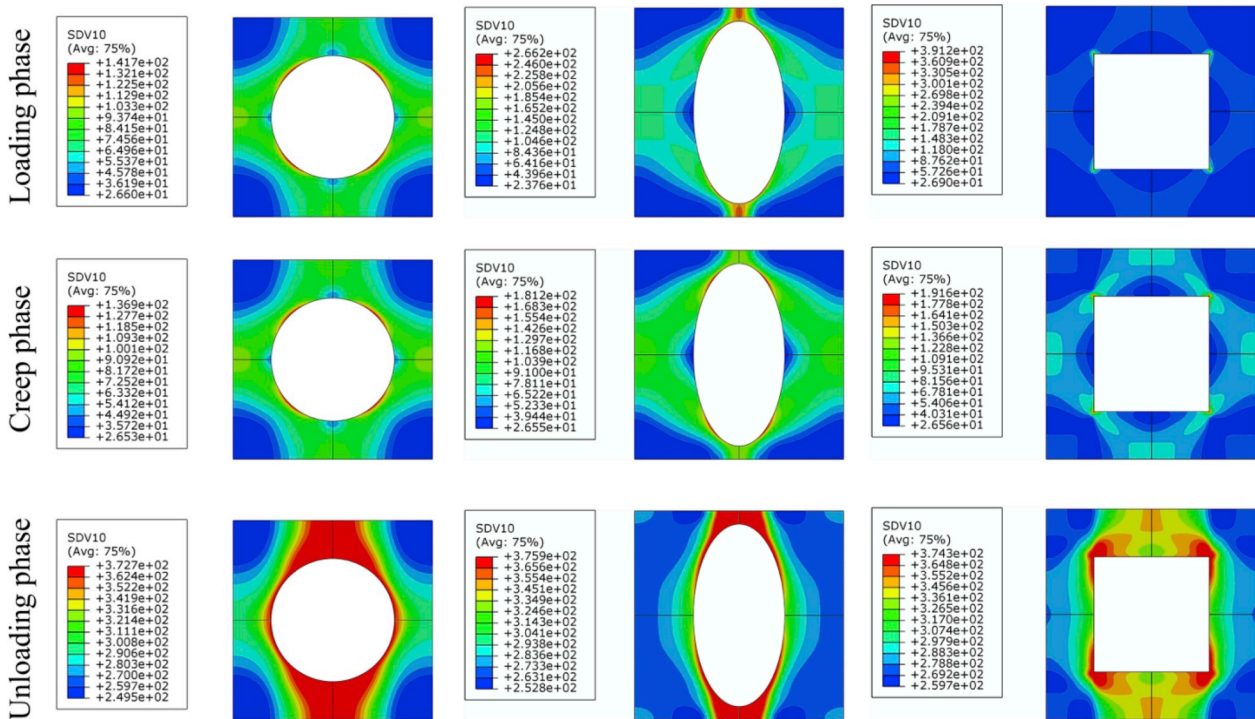 Loading phase
SDV10
(Avg: 75%)
+1.417e+02
+1.321e+02
+1.225e+02
+1.129e+02
+1.033e+02
+9.374e+01
+8.415e+01
+7.456e+01
+6.496e+01
+5.537e+01
+4.578e+01
+3.619e+01
+2.660e+01
SDV10
(Avg: 75%)
+2.662e+02
+2.460e+02
+2.258e+02
+2.056e+02
+1.854e+02
+1.652e+02
+1.450e+02
+1.248e+02
+1.046e+02
+8.436e+01
+6.416e+01
+4.396e+01
+2.376e+01
SDV10
(Avg: 75%)
+3.912e+02
+3.609e+02
+3.305e+02
+3.001e+02
+2.698e+02
+2.394e+02
+2.091e+02
+1.787e+02
+1.483e+02
+1.180e+02
+8.762e+01
+5.726e+01
+2.690e+01
Creep phase
SDV10
(Avg: 75%)
+1.369e+02
+1.277e+02
+1.185e+02
+1.093e+02
+1.001e+02
+9.092e+01
+8.172e+01
+7.252e+01
+6.332e+01
+5.412e+01
+4.492e+01
+3.572e+01
+2.653e+01
SDV10
(Avg: 75%)
+1.812e+02
+1.683e+02
+1.554e+02
+1.426e+02
+1.297e+02
+1.168e+02
+1.039e+02
+9.100e+01
+7.811e+01
+6.522e+01
+5.233e+01
+3.944e+01
+2.655e+01
SDV10
(Avg: 75%)
+1.916e+02
+1.778e+02
+1.641e+02
+1.503e+02
+1.366e+02
+1.228e+02
+1.091e+02
+9.531e+01
+8.156e+01
+6.781e+01
+5.406e+01
+4.031e+01
+2.656e+01
Unloading phase
SDV10
(Avg: 75%)
+3.727e+02
+3.624e+02
+3.522e+02
+3.419e+02
+3.316e+02
+3.214e+02
+3.111e+02
+3.008e+02
+2.906e+02
+2.803e+02
+2.700e+02
+2.597e+02
+2.495e+02
SDV10
(Avg: 75%)
+3.759e+02
+3.656e+02
+3.554e+02
+3.451e+02
+3.349e+02
+3.246e+02
+3.143e+02
+3.041e+02
+2.938e+02
+2.836e+02
+2.733e+02
+2.631e+02
+2.528e+02
SDV10
(Avg: 75%)
+3.743e+02
+3.648e+02
+3.552e+02
+3.456e+02
+3.361e+02
+3.265e+02
+3.170e+02
+3.074e+02
+2.979e+02
+2.883e+02
+2.788e+02
+2.692e+02
+2.597e+02